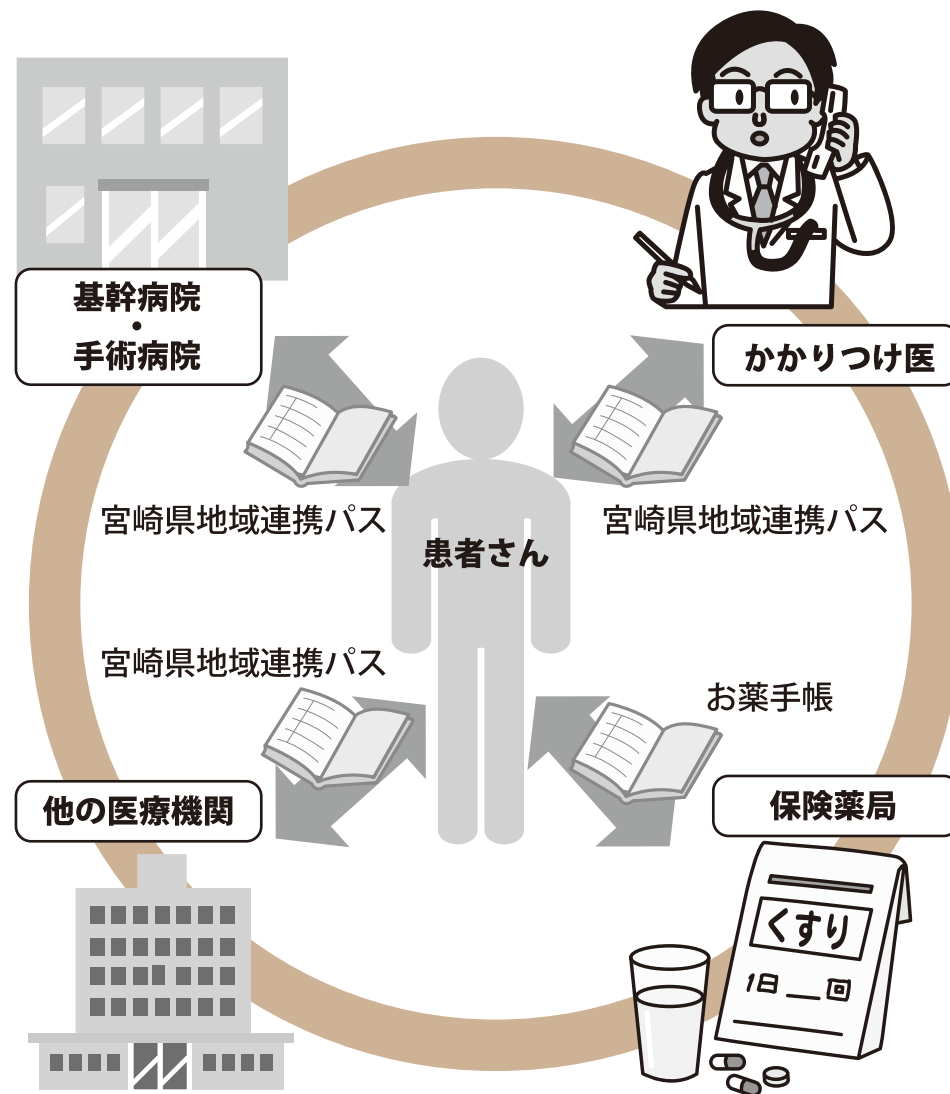 基幹病院
・
手術病院
かかりつけ医
宮崎県地域連携パス
宮崎県地域連携パス
患者さん
宮崎県地域連携パス
お薬手帳
他の医療機関
保険薬局
くすり
1日__回